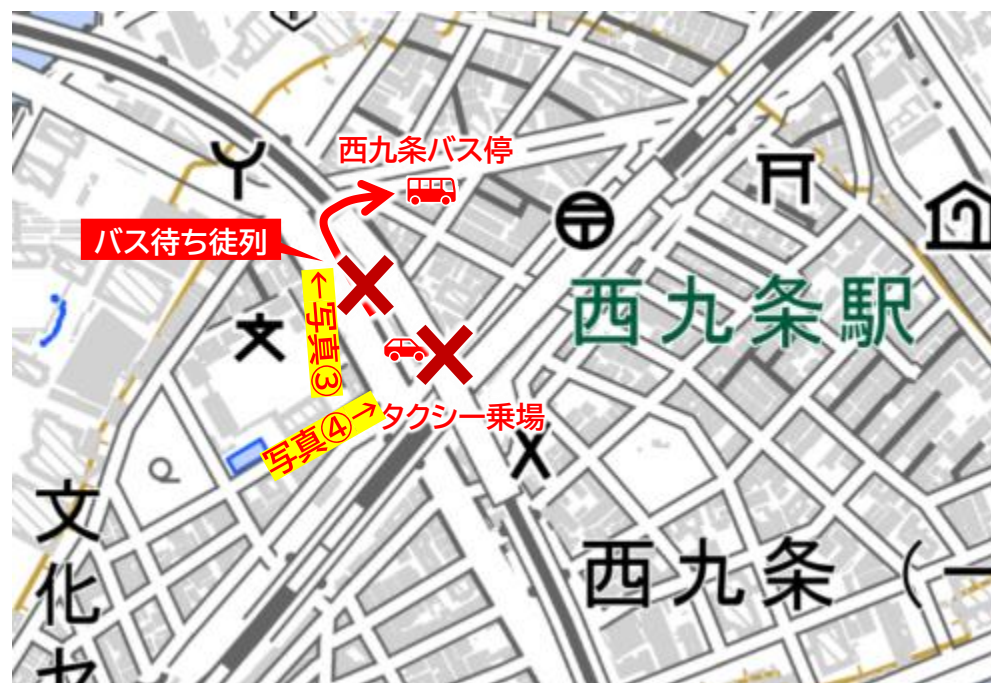 西九条バス停
バス待ち徒列
西九条駅
←写真③
写真④→
タクシー乗場
文化セ
西九条(一